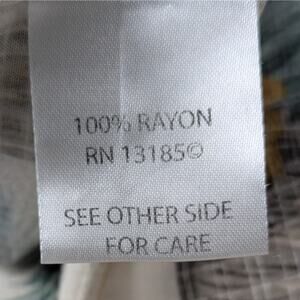 100% RAYON
RN 13185©
SEE OTHER SIDE
FOR CARE